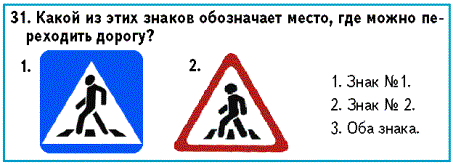 31. Какой из этих знаков обозначает место, где можно пе-
реходить дорогу?
1.
2.
1. Знак №1.
2. Знак № 2.
3. Оба знака.